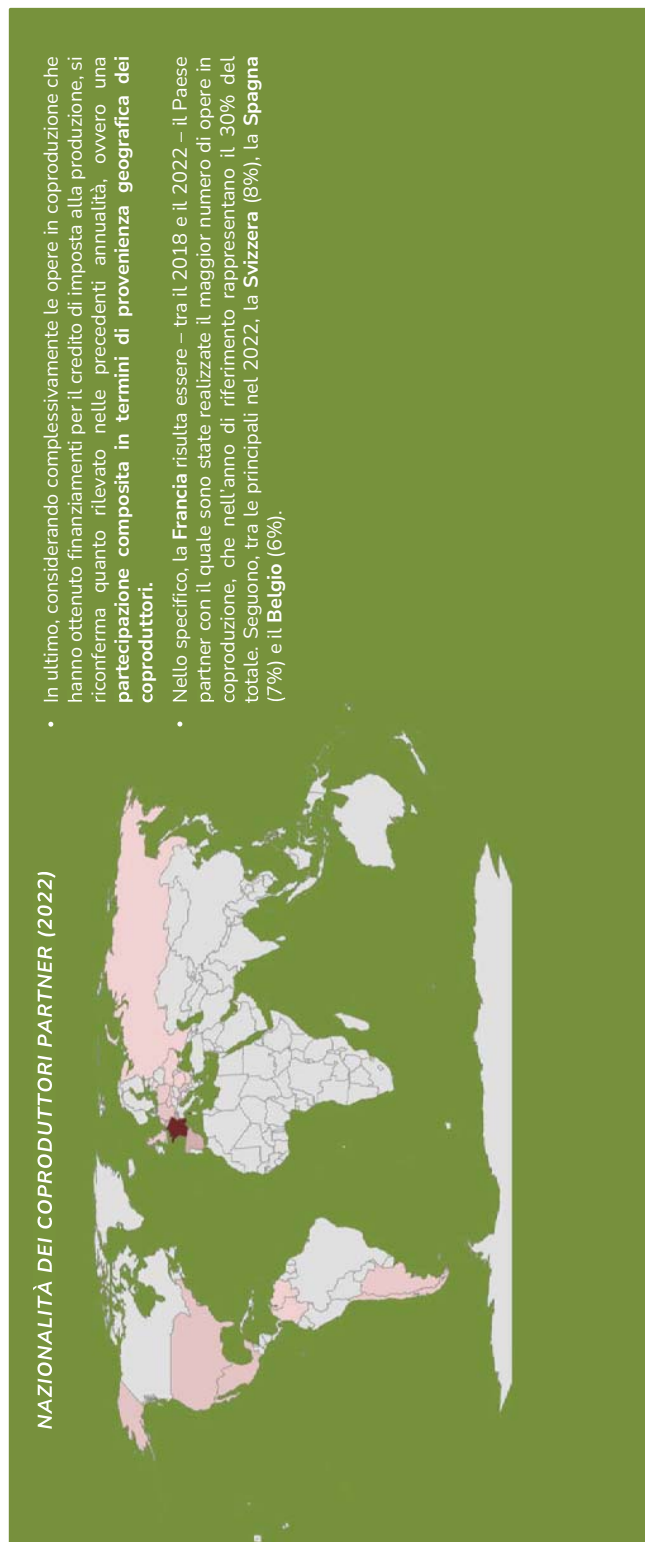 NAZIONALITÀ DEI COPRODUTTORI PARTNER (2022)
• In ultimo, considerando complessivamente le opere in coproduzione che
hanno ottenuto finanziamenti per il credito di imposta alla produzione, si
riconferma quanto rilevato nelle precedenti annualità, ovvero una
partecipazione composita in termini di provenienza geografica dei
coproduttori.
• Nello specifico, la Francia risulta essere – tra il 2018 e il 2022 – il Paese
partner con il quale sono state realizzate il maggior numero di opere in
coproduzione, che nell'anno di riferimento rappresentano il 30% del
totale. Seguono, tra le principali nel 2022, la Svizzera (8%), la Spagna
(7%) e il Belgio (6%).